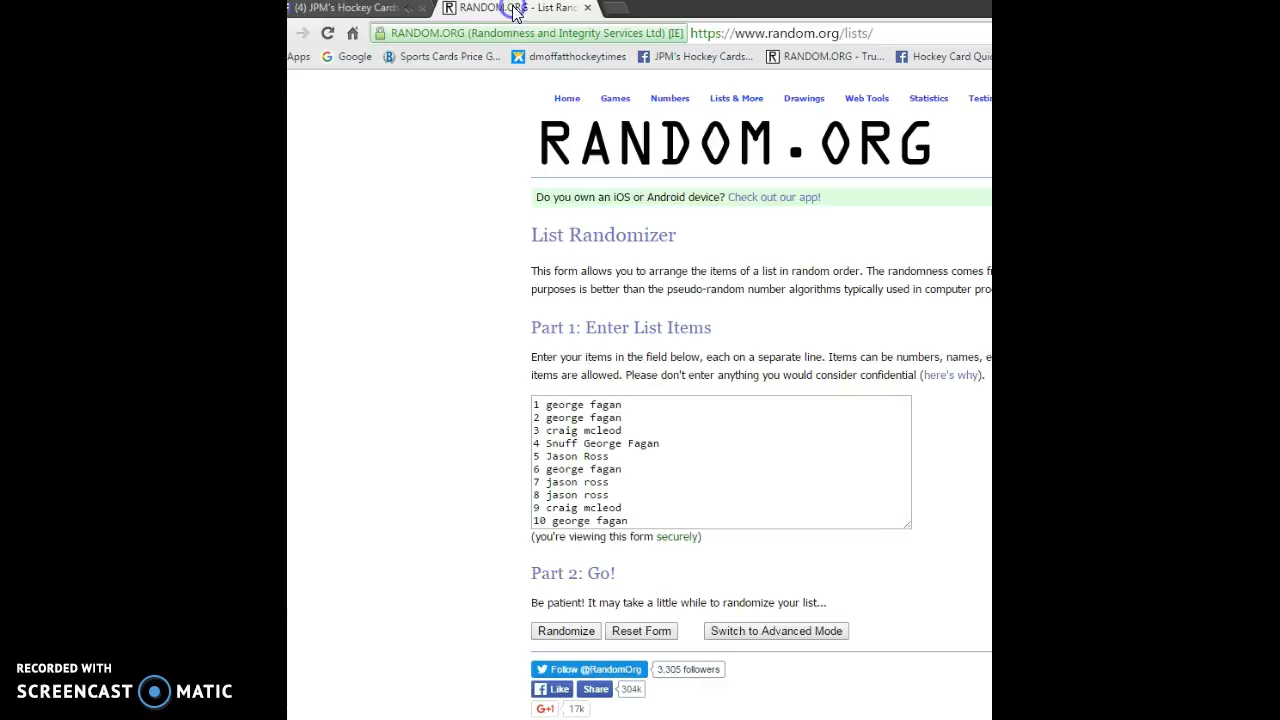 (4) JPM's Hockey Cards
RANDOM.ORG - List Ranc
RANDOM.ORG (Randomness and Integrity Services Ltd) [IE]
https://www.random.org/lists/
Apps
Google
Sports Cards Price G...
dmoffatthockeytimes
JPM's Hockey Cards...
RANDOM.ORG - Tru...
Hockey Card Quic
Home
Games
Numbers
Lists & More
Drawings
Web Tools
Statistics
Testin
RANDOM.ORG
Do you own an iOS or Android device? Check out our app!
List Randomizer
This form allows you to arrange the items of a list in random order. The randomness comes fr
purposes is better than the pseudo-random number algorithms typically used in computer pro
Part 1: Enter List Items
Enter your items in the field below, each on a separate line. Items can be numbers, names, e
items are allowed. Please don't enter anything you would consider confidential (here's why).
1 george fagan
2 george fagan
3 craig mcleod
4 Snuff George Fagan
5 Jason Ross
6 george fagan
7 jason ross
8 jason ross
9 craig mcleod
10 george fagan
(you're viewing this form securely)
Part 2: Go!
Be patient! It may take a little while to randomize your list...
Randomize
Reset Form
Switch to Advanced Mode
Follow @RandomOrg
3,305 followers
Like
Share
304k
G+1
17k
RECORDED WITH
SCREENCAST MATIC